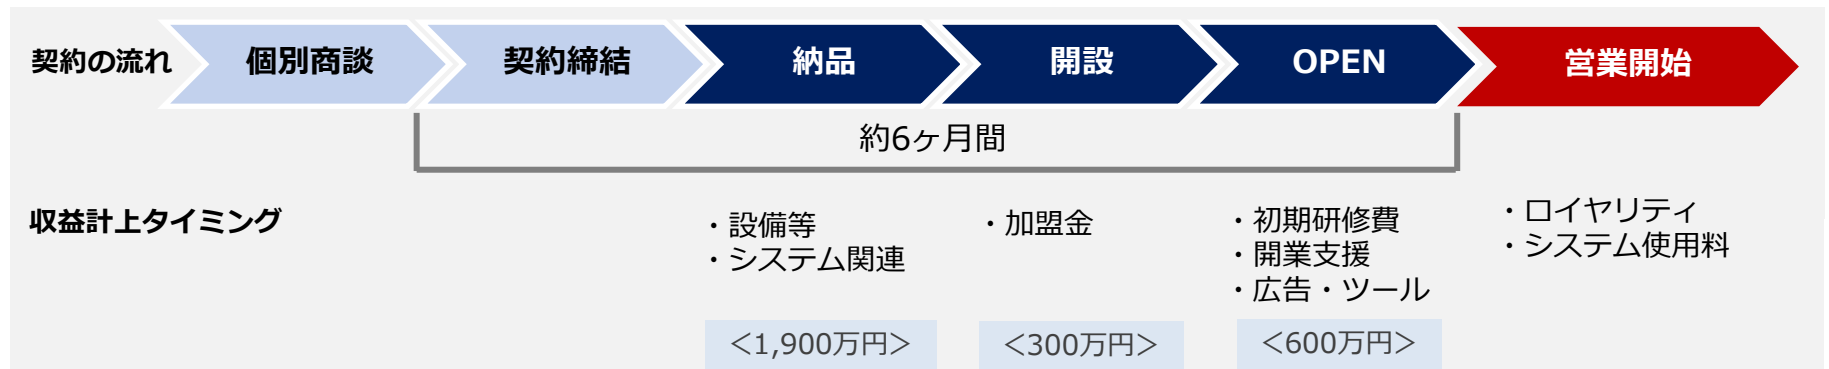 契約の流れ
個別商談
契約締結
納品
開設
OPEN
営業開始
約6ヶ月間
収益計上タイミング
・設備等
・システム関連
<1,900万円>
・加盟金
<300万円>
・初期研修費
・開業支援
・広告・ツール
<600万円>
・ロイヤリティ
・システム使用料